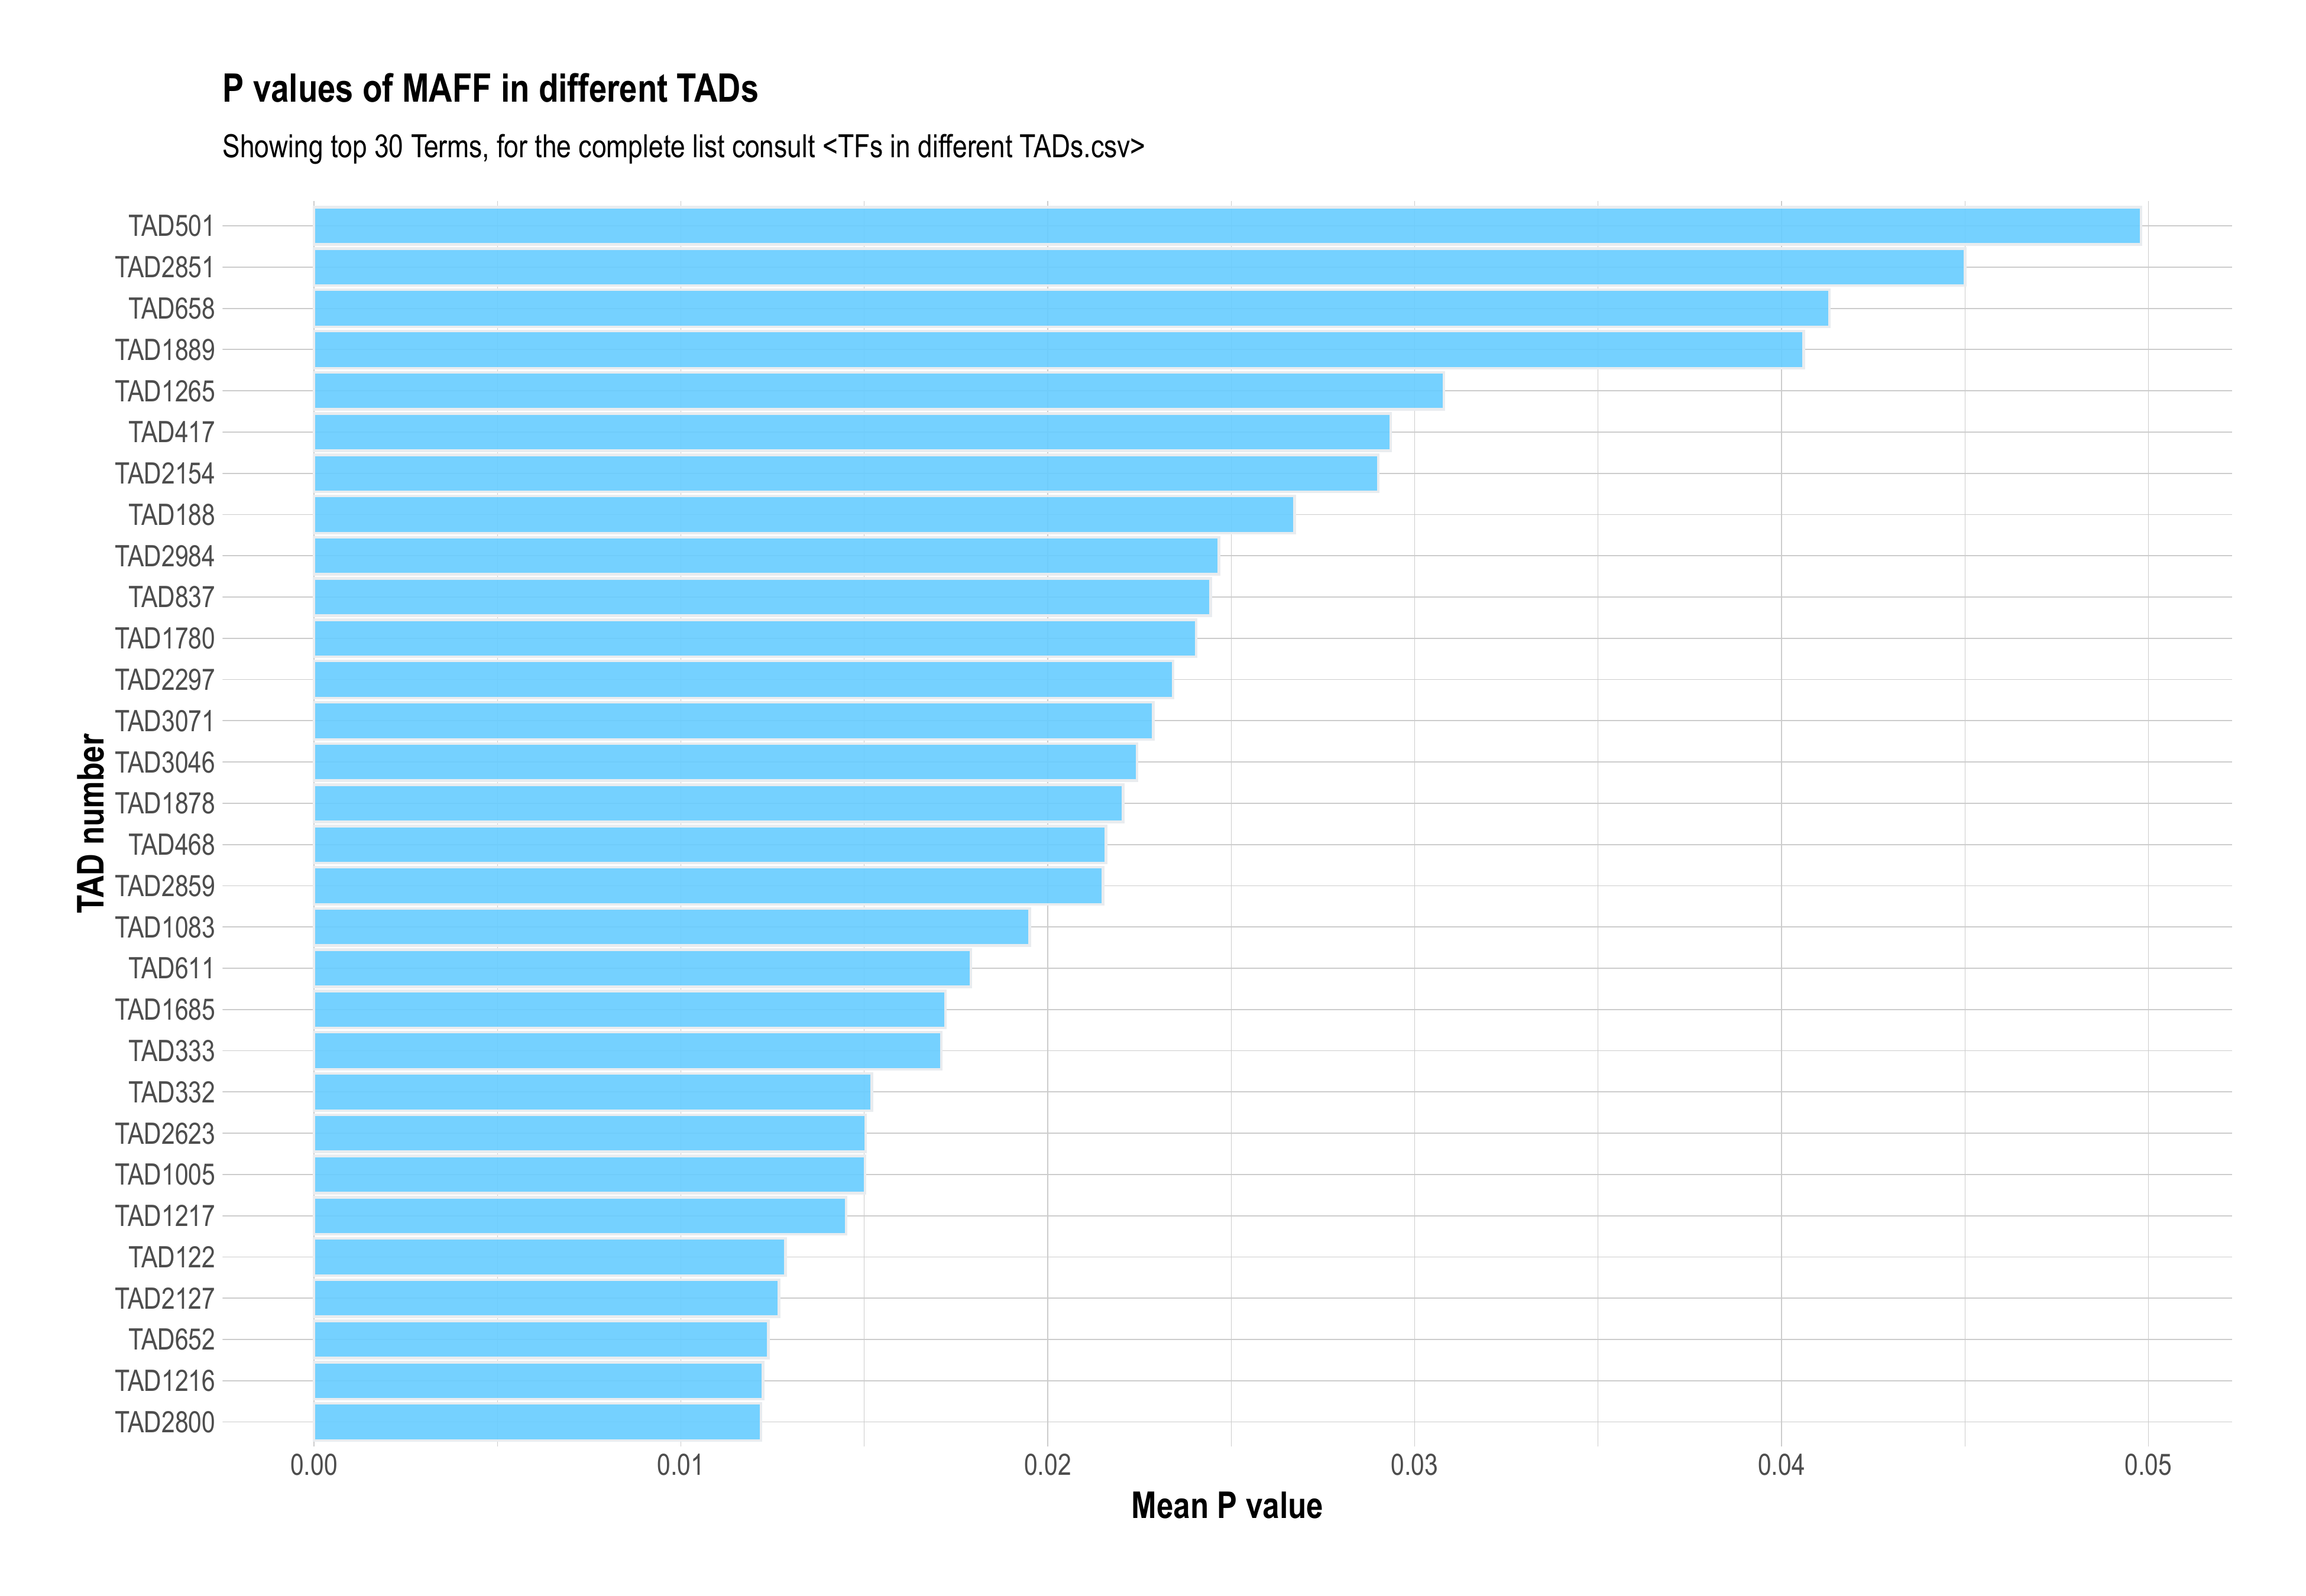 P values of MAFF in different TADs
Showing top 30 Terms, for the complete list consult <TFs in different TADs.csv>
TAD number
TAD501
TAD2851
TAD658
TAD1889
TAD1265
TAD417
TAD2154
TAD188
TAD2984
TAD837
TAD1780
TAD2297
TAD3071
TAD3046
TAD1878
TAD468
TAD2859
TAD1083
TAD611
TAD1685
TAD333
TAD332
TAD2623
TAD1005
TAD1217
TAD122
TAD2127
TAD652
TAD1216
TAD2800
0.00 0.01 0.02 0.03 0.04 0.05
Mean P value